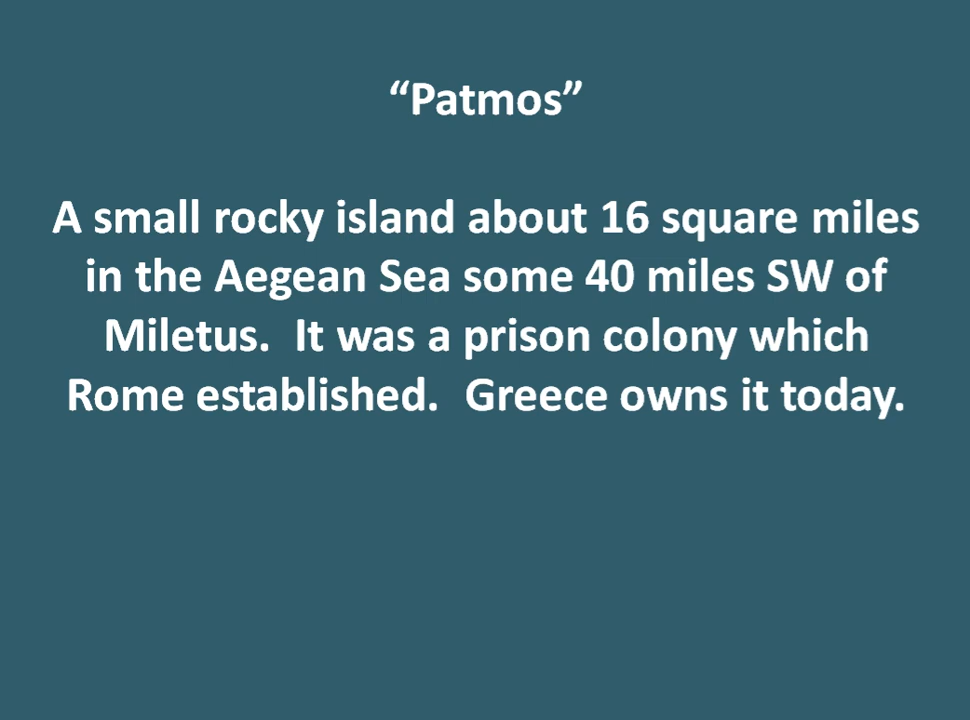 “Patmos”
A small rocky island about 16 square miles
in the Aegean Sea some 40 miles SW of
Miletus.  It was a prison colony which
Rome established.  Greece owns it today.